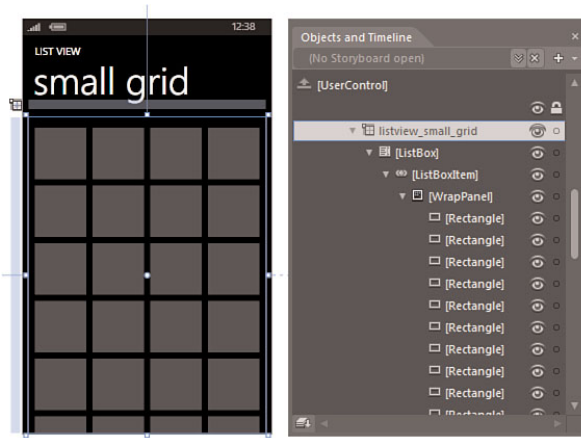 12:38
LIST VIEW
small grid
Objects and Timeline
(No Storyboard open)
[UserControl]
listview_small_grid
[ListBox]
[ListBoxItem]
[WrapPanel]
[Rectangle]
[Rectangle]
[Rectangle]
[Rectangle]
[Rectangle]
[Rectangle]
[Rectangle]
[Rectangle]
[Rectangle]
[Rectangle]